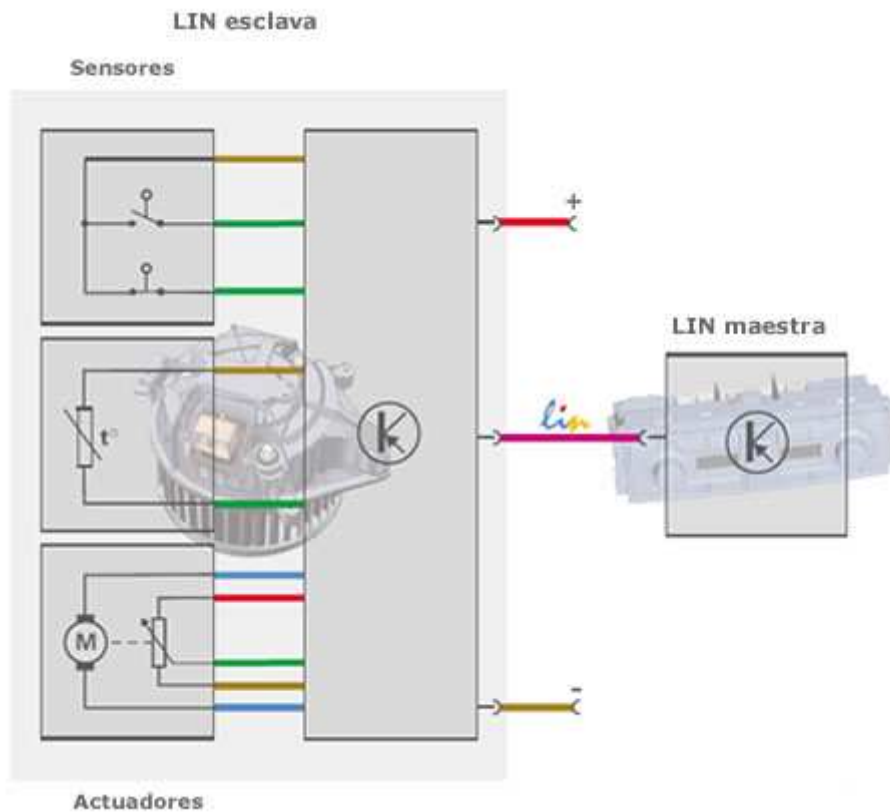 LIN esclava
Sensores
+
LIN maestra
lin
t°
M
-
Actuadores